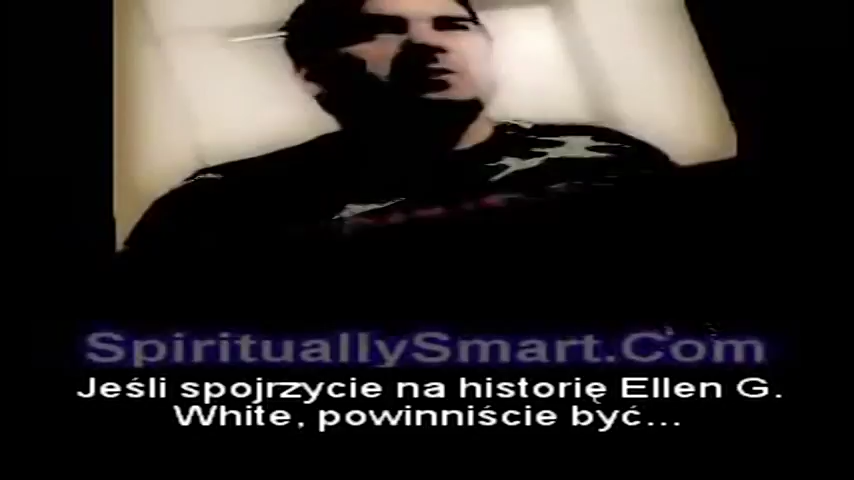 SpirituallySmart.Com
Jeśli spojrzycie na historię Ellen G.
White, powinniście być...